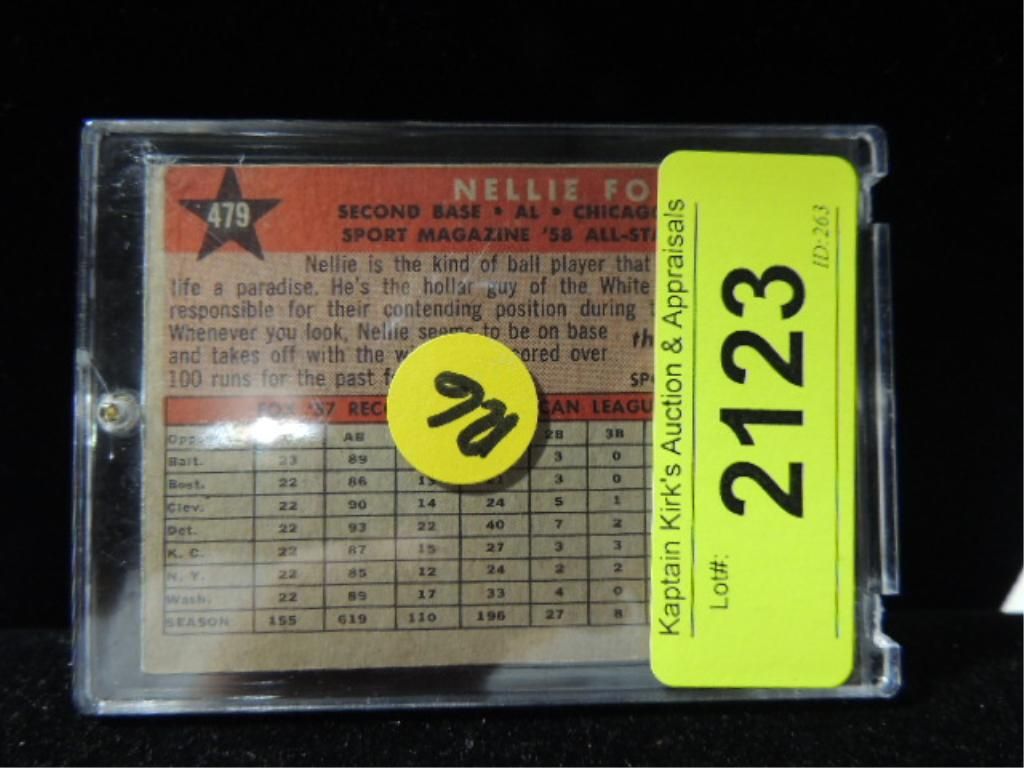 479
NELLIE FO
SECOND BASE • AL • CHICAG
SPORT MAGAZINE '58 ALL-STA
Nellie is the kind of ball player that
life a paradise. He's the hollar guy of the White
responsible for their contending position during
Whenever you look, Nellie seems to be on base
and takes off with the cored over
100 runs for the past
th
SP
FOX '57 REC CAN LEAGU
Opp. AB 2B 3B
Balt. 23 89 3 0
Bost. 22 86 3 0
Clev. 22 90 14 24 5 1
Det. 22 93 22 40 7 2
K. C. 22 87 15 27 3 3
N. Y. 22 85 12 24 2 2
Wash. 22 89 17 33 4 0
SEASON 155 619 110 196 27 8
Kaptain Kirk's Auction & Appraisals
Lot#:
2123
ID:263